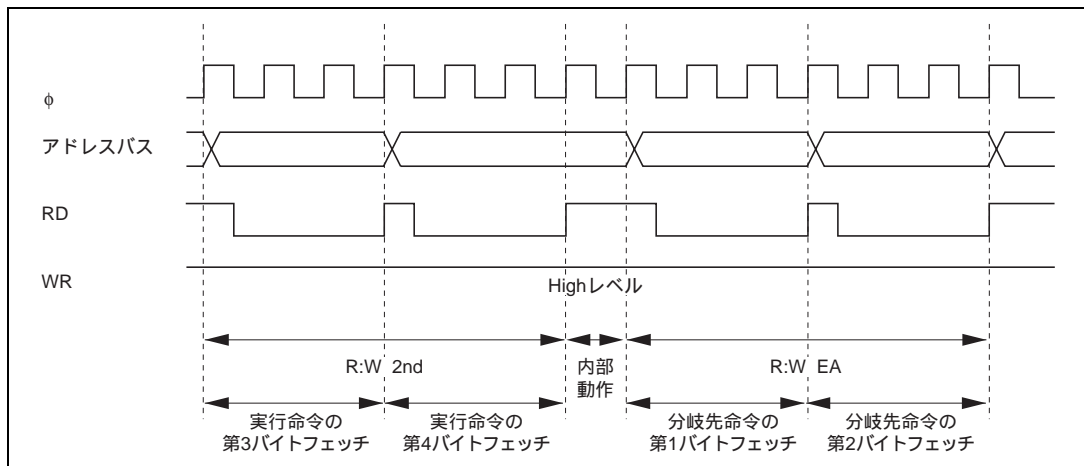 φ
アドレスバス
RD
WR
Highレベル
R:W 2nd
内部
動作
R:W EA
実行命令の
第3バイトフェッチ
実行命令の
第4バイトフェッチ
分岐先命令の
第1バイトフェッチ
分岐先命令の
第2バイトフェッチ